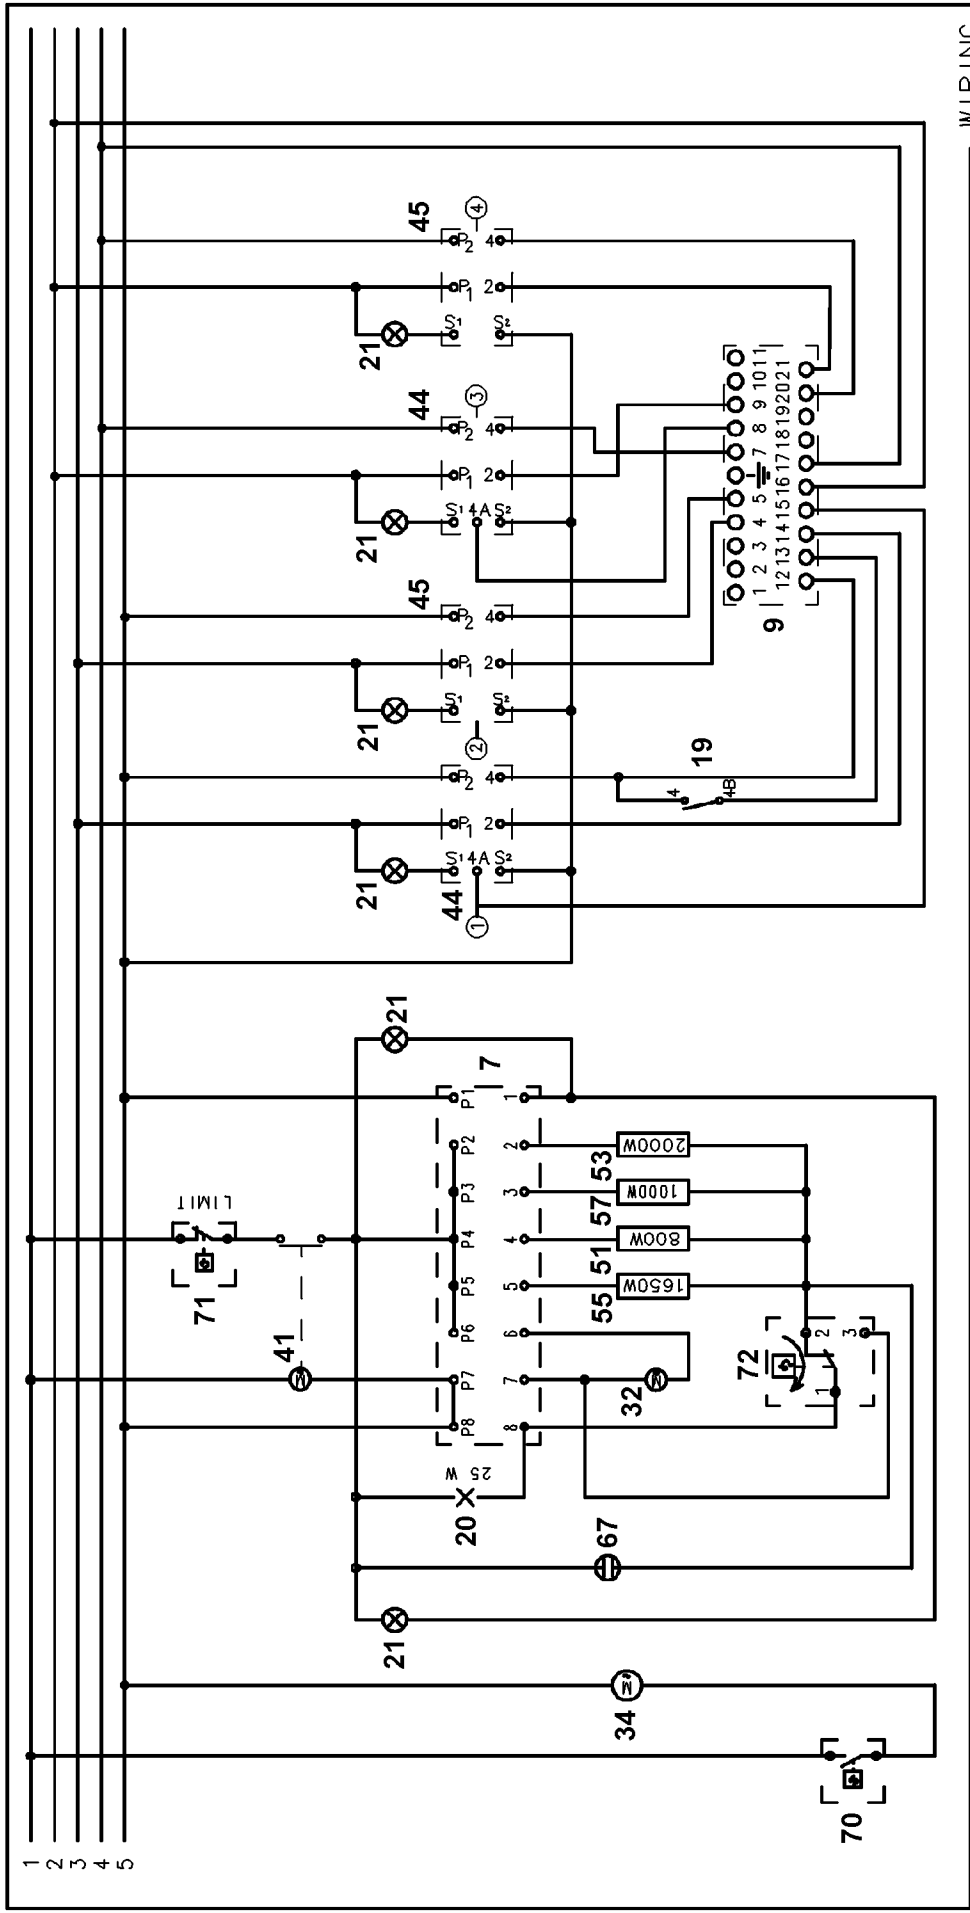 1
2
3
4
5
LIMIT
71
41
M
21
21
21
21
21
21
44
45
44
45
20
25 W
P8 P7 P6 P5 P4 P3 P2 P1
8 7 6 5 4 3 2 1
7
1
S1 4A S2
P1 2
P2 4
2
S1 S2
P1 2
P2 4
3
S1 4A S2
P1 2
P2 4
4
S1 S2
P1 2
P2 4
34
M
67
32
M
55
1650W
51
800W
57
1000W
53
2000W
19
4
4B
72
1
2
3
70
9
1 2 3 4 5 7 8 9 10 11
12 13 14 15 16 17 18 19 20 21
WIRING